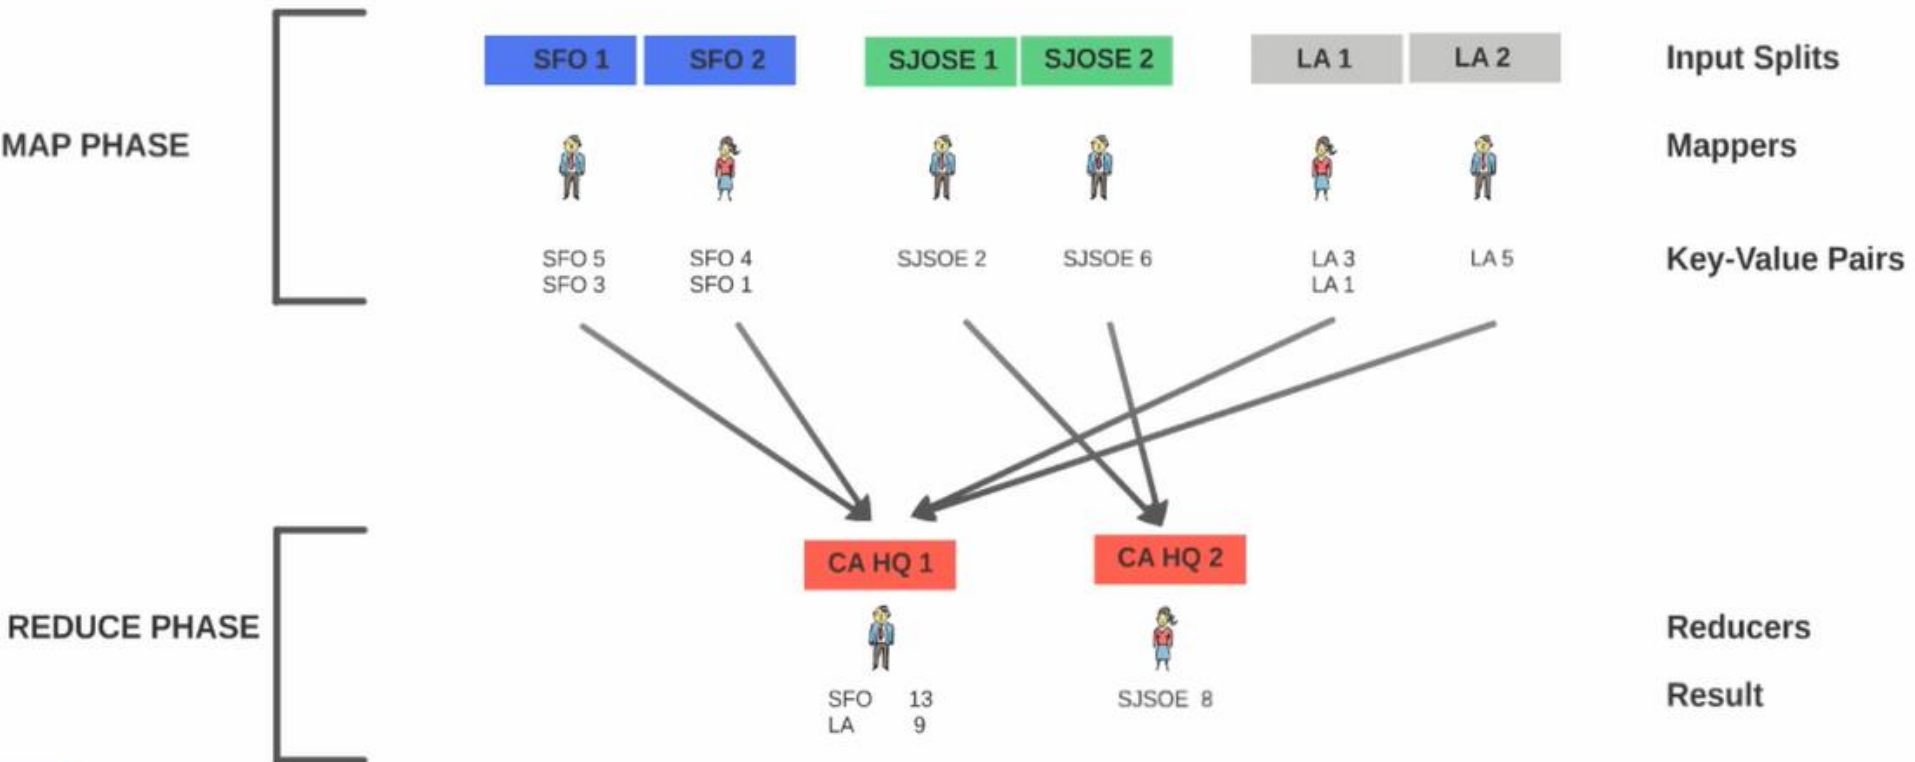 SFO 1 SFO 2 SJOSE 1 SJOSE 2 LA 1 LA 2 Input Splits
MAP PHASE Mappers
SFO 5 SFO 4 SJSOE 2 SJSOE 6 LA 3 LA 5 Key-Value Pairs
SFO 3 SFO 1 LA 1
CA HQ 1 CA HQ 2
REDUCE PHASE Reducers
SFO 13 SJSOE 8 Result
LA 9